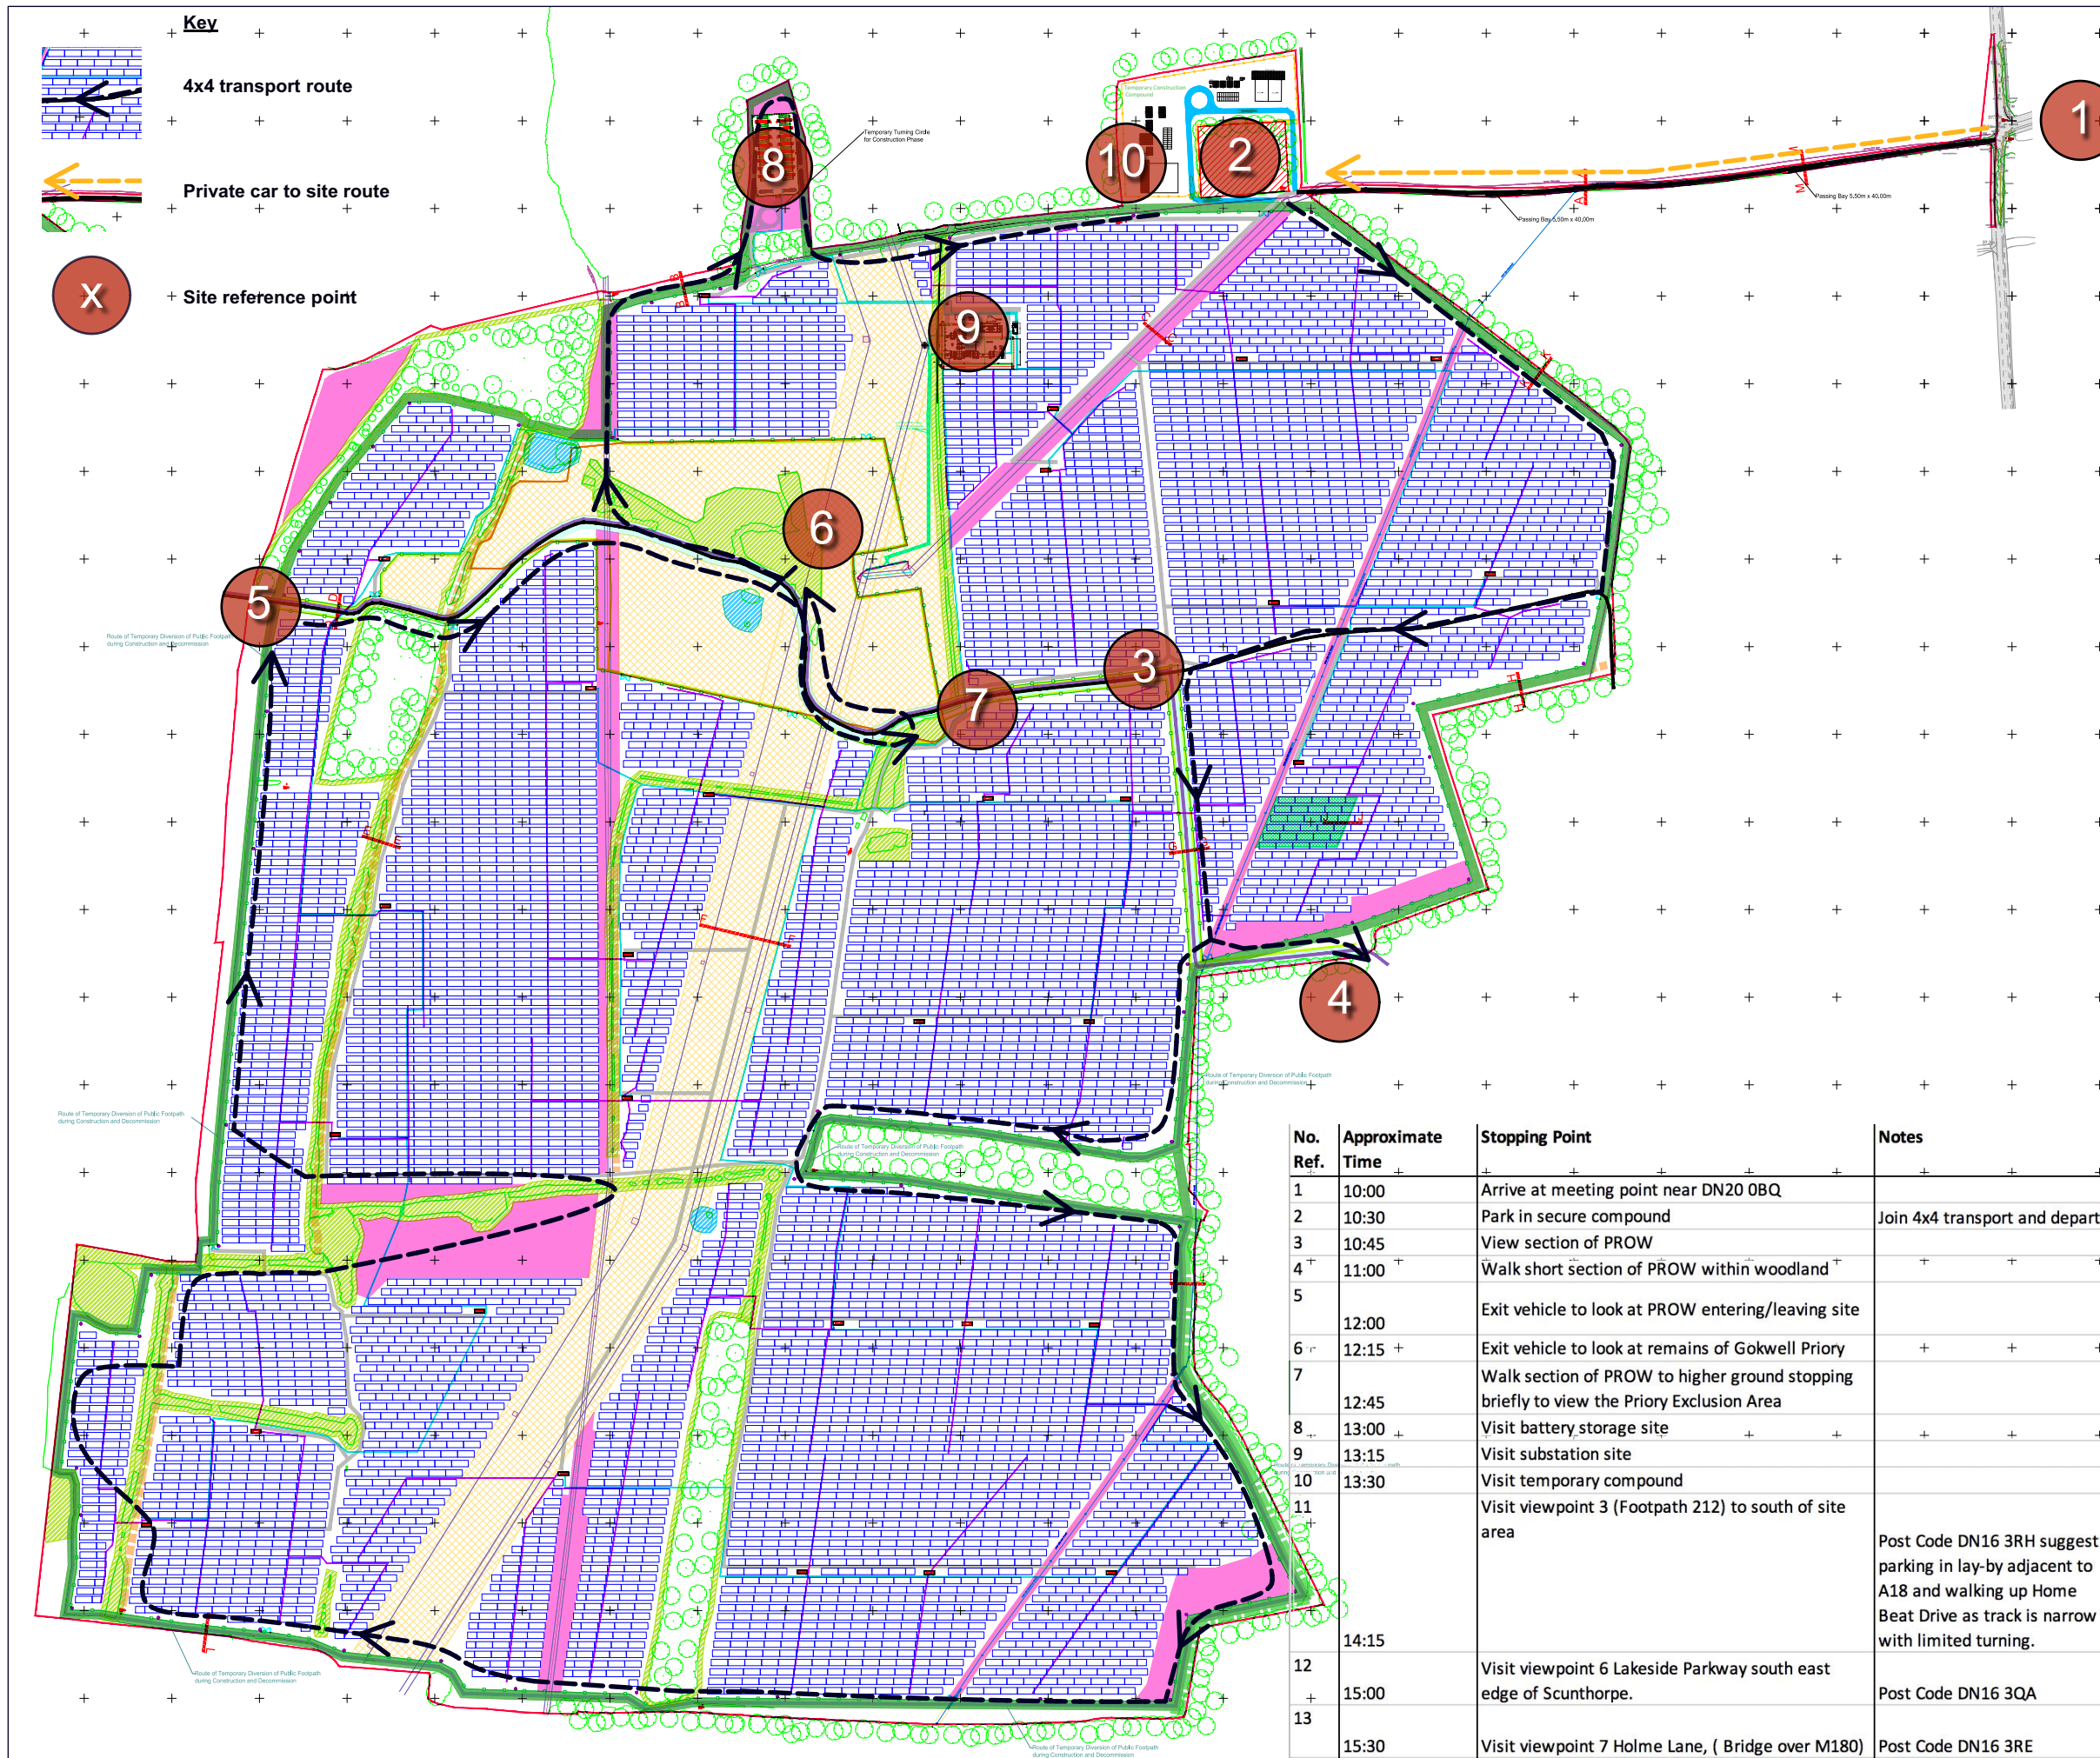 Key
4x4 transport route
Private car to site route
X
Site reference point
Temporary Construction
Compound
Temporary Turning Circle
for Construction Phase
1
2
10
8
Passing Bay 5,50m x 40,00m
Passing Bay 5,50m x 40,00m
9
6
5
3
7
4
Route of Temporary Diversion of Public Footpath
during Construction and Decommission
Route of Temporary Diversion of Public Footpath
during Construction and Decommission
Route of Temporary Diversion of Public Footpath
during Construction and Decommission
Route of Temporary Diversion of Public Footpath
during Construction and Decommission
Route of Temporary Diversion of Public Footpath
during Construction and Decommission
Route of Temporary Diversion of Public Footpath
during Construction and Decommission
No. Ref. Approximate Time Stopping Point Notes
1 10:00 Arrive at meeting point near DN20 0BQ
2 10:30 Park in secure compound Join 4x4 transport and depart
3 10:45 View section of PROW
4 11:00 Walk short section of PROW within woodland
5 12:00 Exit vehicle to look at PROW entering/leaving site
6 12:15 Exit vehicle to look at remains of Gokwell Priory
7 12:45 Walk section of PROW to higher ground stopping
briefly to view the Priory Exclusion Area
8 13:00 Visit battery storage site
9 13:15 Visit substation site
10 13:30 Visit temporary compound
11 14:15 Visit viewpoint 3 (Footpath 212) to south of site
area
Post Code DN16 3RH suggest
parking in lay-by adjacent to
A18 and walking up Home
Beat Drive as track is narrow
with limited turning.
12 15:00 Visit viewpoint 6 Lakeside Parkway south east
edge of Scunthorpe. Post Code DN16 3QA
13 15:30 Visit viewpoint 7 Holme Lane, ( Bridge over M180) Post Code DN16 3RE